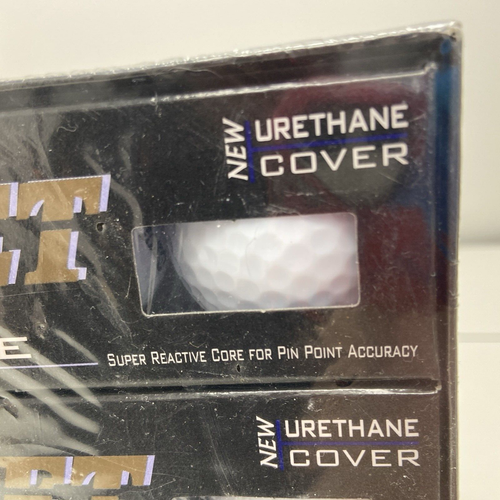 NEW URETHANE
COVER
T
E
SUPER REACTIVE CORE FOR PIN POINT ACCURACY
NEW URETHANE
COVER
T